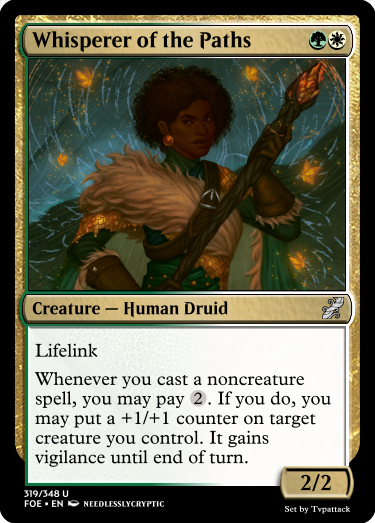 Whisperer of the Paths
Creature — Human Druid
Lifelink
Whenever you cast a noncreature
spell, you may pay 2. If you do, you
may put a +1/+1 counter on target
creature you control. It gains
vigilance until end of turn.
2/2
319/348 U
FOE • EN NEEDLESSLYCRYPTIC
Set by Tvpattack